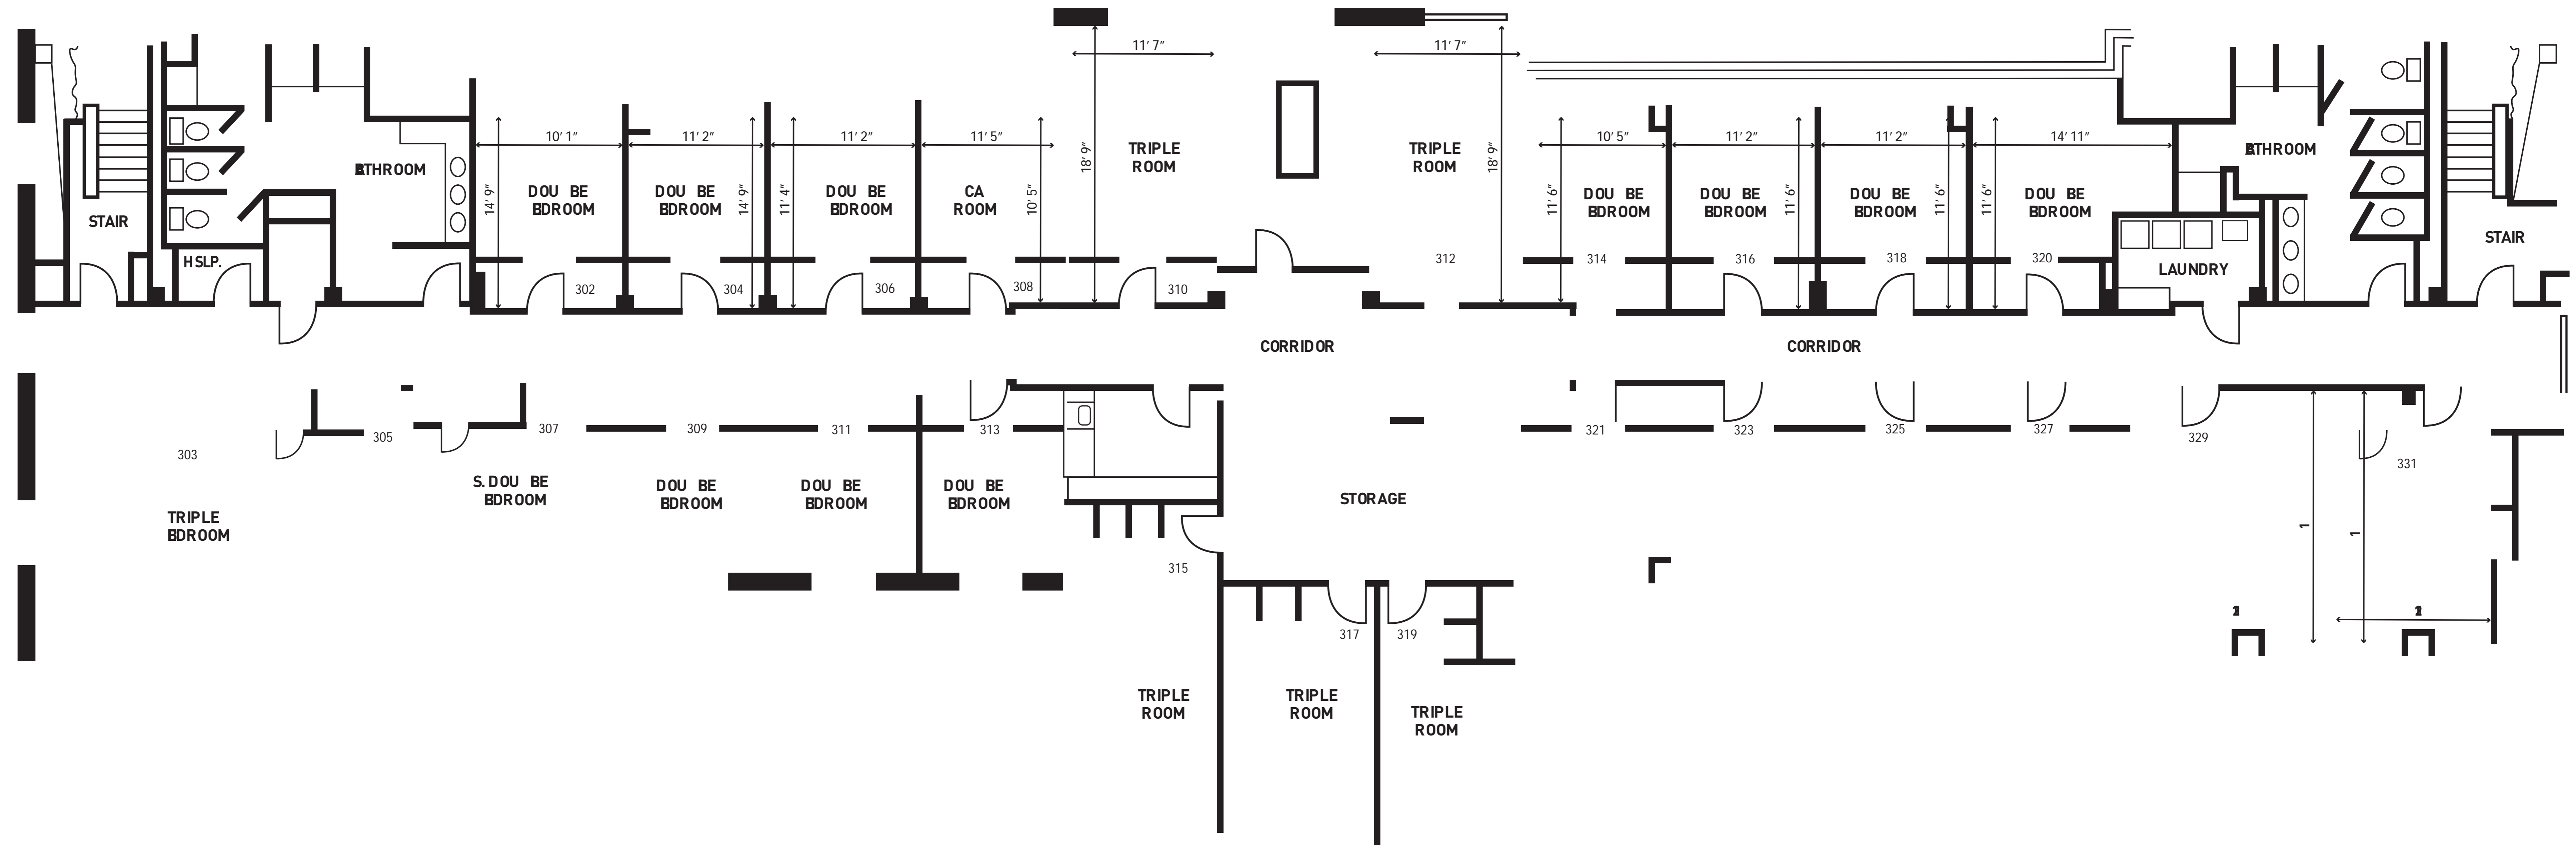 11' 7"
11' 7"
10' 1"
11' 2"
11' 2"
11' 5"
10' 5"
11' 2"
11' 2"
14' 11"
14' 9"
14' 9"
11' 4"
10' 5"
18' 9"
18' 9"
11' 6"
11' 6"
11' 6"
11' 6"
STAIR
ATHROOM
H SLP.
DOU BE
BDROOM
302
DOU BE
BDROOM
304
DOU BE
BDROOM
306
CA
ROOM
308
TRIPLE
ROOM
310
TRIPLE
ROOM
312
DOU BE
BDROOM
314
DOU BE
BDROOM
316
DOU BE
BDROOM
318
DOU BE
BDROOM
320
ATHROOM
LAUNDRY
STAIR
CORRIDOR
CORRIDOR
303
TRIPLE
BDROOM
305
307
S. DOU BE
BDROOM
309
DOU BE
BDROOM
311
DOU BE
BDROOM
313
DOU BE
BDROOM
STORAGE
321
323
325
327
329
331
1
1
315
317
319
TRIPLE
ROOM
TRIPLE
ROOM
TRIPLE
ROOM